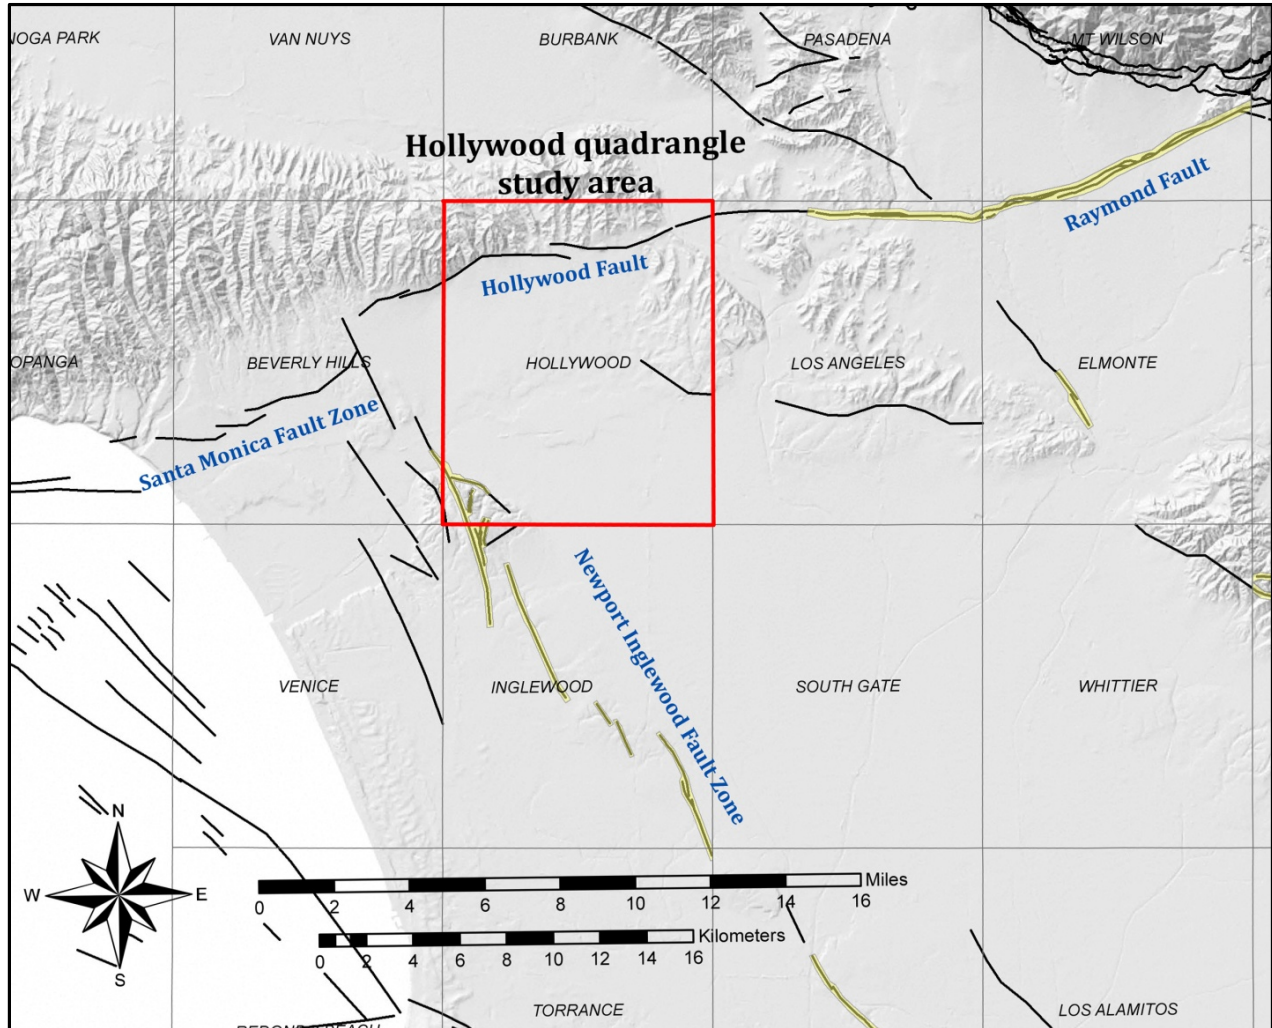 NOGA PARK
VAN NUYS
BURBANK
PASADENA
MT WILSON
Hollywood quadrangle
study area
Raymond Fault
Hollywood Fault
OPANGA
BEVERLY HILLS
HOLLYWOOD
LOS ANGELES
ELMONTE
Santa Monica Fault Zone
Newport Inglewood Fault Zone
VENICE
INGLEWOOD
SOUTH GATE
WHITTIER
N
W
E
S
Miles
0 2 4 6 8 10 12 14 16
Kilometers
0 2 4 6 8 10 12 14 16
TORRANCE
LOS ALAMITOS
BEACH